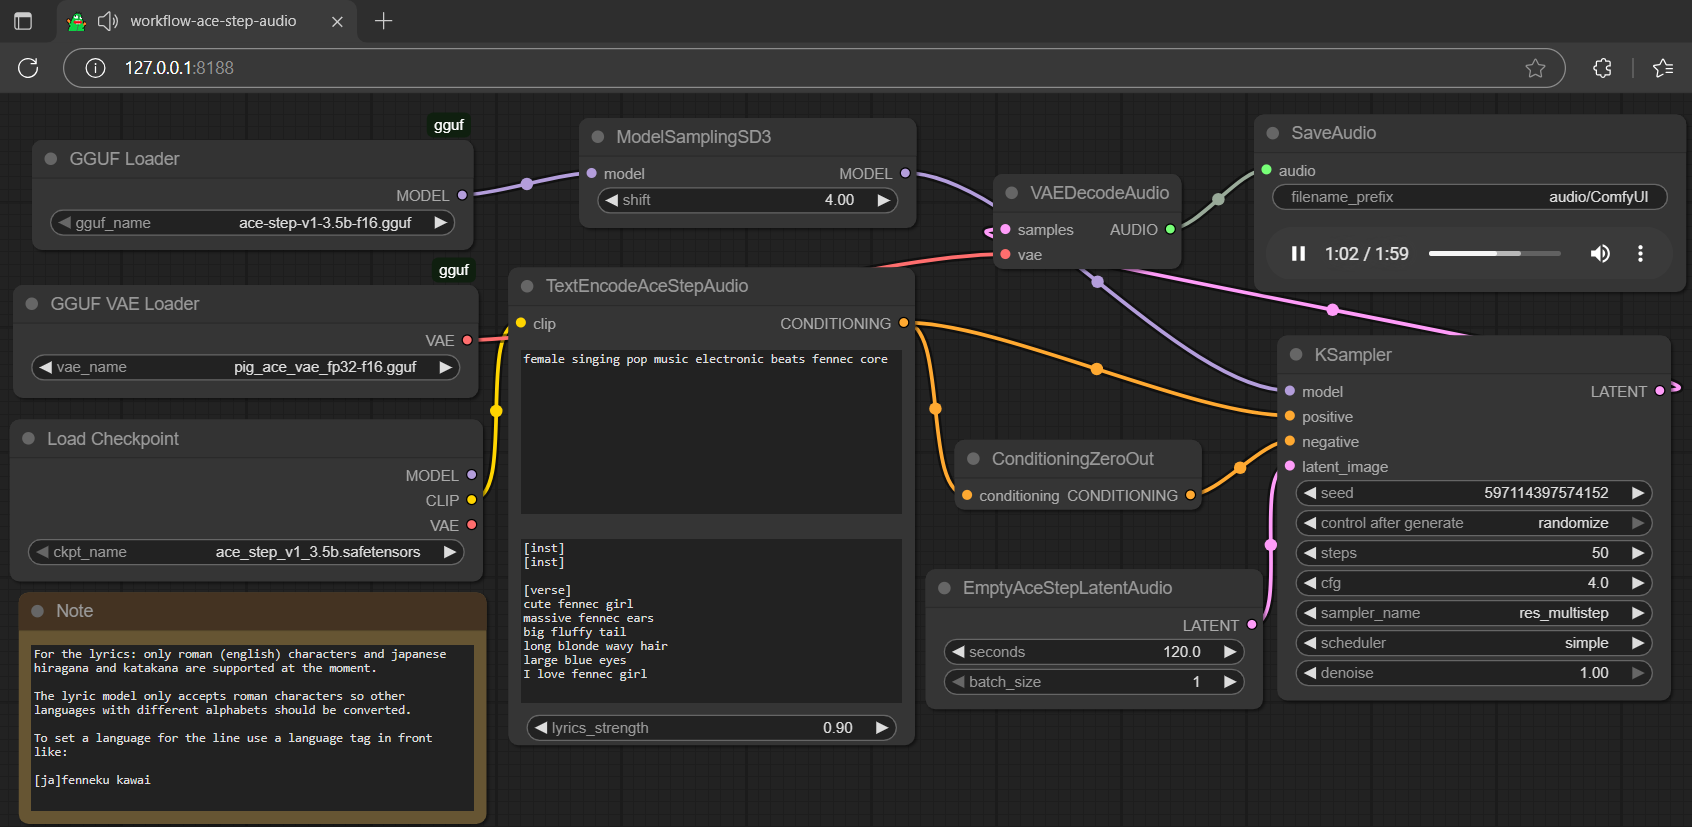 workflow-ace-step-audio
127.0.0.1:8188
gguf
GGUF Loader
MODEL
gguf_name ace-step-v1-3.5b-f16.gguf
gguf
GGUF VAE Loader
VAE
vae_name pig_ace_vae_fp32-f16.gguf
Load Checkpoint
MODEL
CLIP
VAE
ckpt_name ace_step_v1_3.5b.safetensors
Note
For the lyrics: only roman (english) characters and japanese
hiragana and katakana are supported at the moment.
The lyric model only accepts roman characters so other
languages with different alphabets should be converted.
To set a language for the line use a language tag in front
like:
[ja]fenneku kawai
ModelSamplingSD3
model MODEL
shift 4.00
TextEncodeAceStepAudio
clip CONDITIONING
female singing pop music electronic beats fennec core
[inst]
[inst]
[verse]
cute fennec girl
massive fennec ears
big fluffy tail
long blonde wavy hair
large blue eyes
I love fennec girl
lyrics_strength 0.90
VAEDecodeAudio
samples AUDIO
vae
ConditioningZeroOut
conditioning CONDITIONING
EmptyAceStepLatentAudio
LATENT
seconds 120.0
batch_size 1
SaveAudio
audio
filename_prefix audio/ComfyUI
1:02 / 1:59
KSampler
model LATENT
positive
negative
latent_image
seed 597114397574152
control after generate randomize
steps 50
cfg 4.0
sampler_name res_multistep
scheduler simple
denoise 1.00